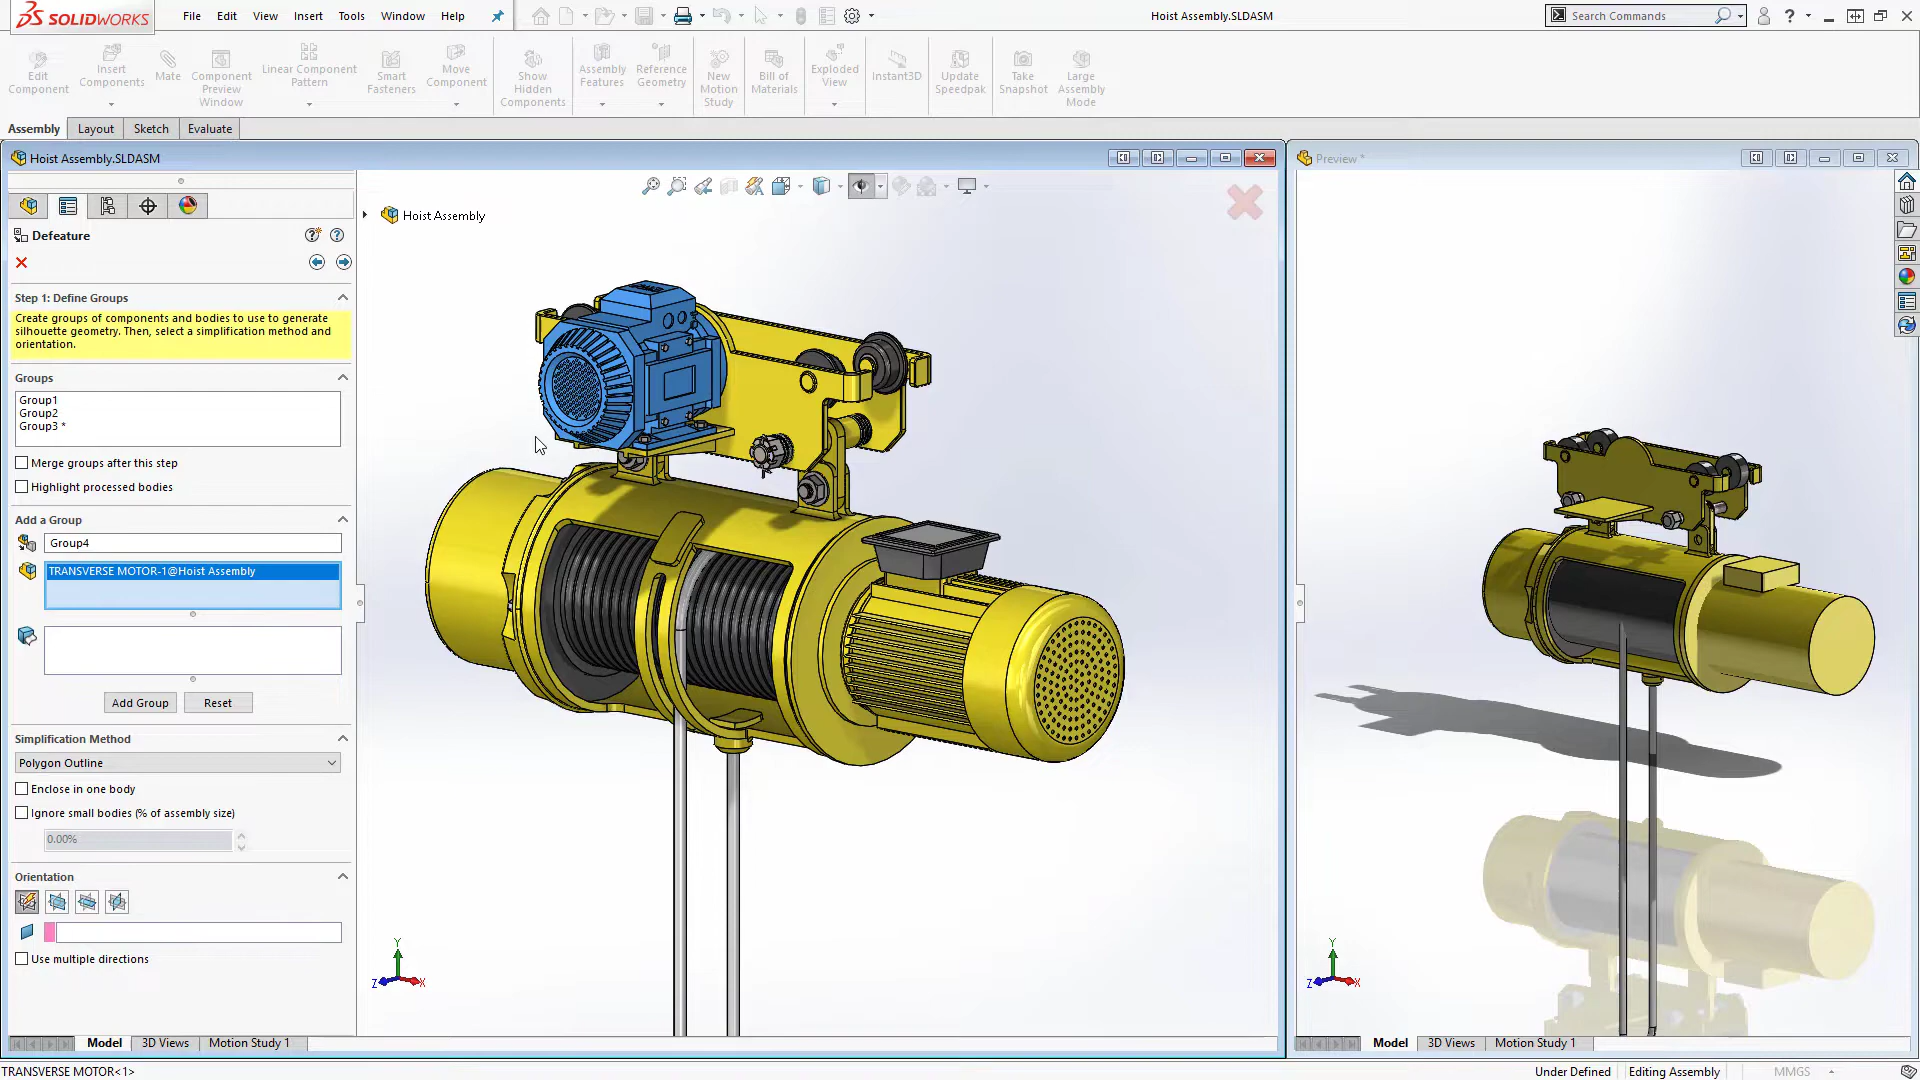 SOLIDWORKS
File Edit View Insert Tools Window Help
Hoist Assembly.SLDASM
Search Commands
Edit Component
Insert Components
Mate
Component Preview Window
Linear Component Pattern
Smart Fasteners
Move Component
Show Hidden Components
Assembly Features
Reference Geometry
New Motion Study
Bill of Materials
Exploded View
Instant3D
Update Speedpak
Take Snapshot
Large Assembly Mode
Assembly Layout Sketch Evaluate
Hoist Assembly.SLDASM
Preview *
Hoist Assembly
Defeature
Step 1: Define Groups
Create groups of components and bodies to use to generate
silhouette geometry. Then, select a simplification method and
orientation.
Groups
Group1
Group2
Group3 *
Merge groups after this step
Highlight processed bodies
Add a Group
Group4
TRANSVERSE MOTOR-1@Hoist Assembly
Add Group Reset
Simplification Method
Polygon Outline
Enclose in one body
Ignore small bodies (% of assembly size)
0.00%
Orientation
Use multiple directions
Y
Z X
Y
Z X
Model 3D Views Motion Study 1
Model 3D Views Motion Study 1
TRANSVERSE MOTOR<1>
Under Defined Editing Assembly MMGS